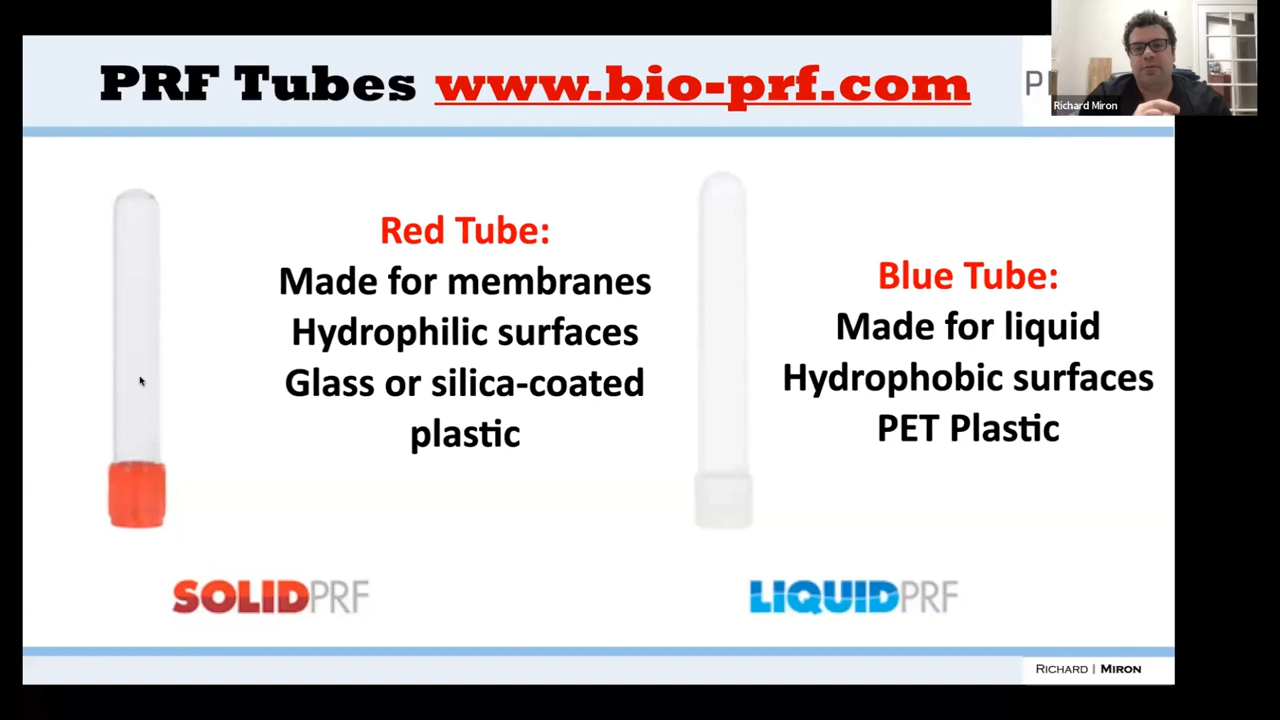 PRF Tubes www.bio-prf.com
P
Richard Miron
Red Tube:
Made for membranes
Hydrophilic surfaces
Glass or silica-coated
plastic
Blue Tube:
Made for liquid
Hydrophobic surfaces
PET Plastic
SOLIDPRF
LIQUIDPRF
RICHARD | MIRON